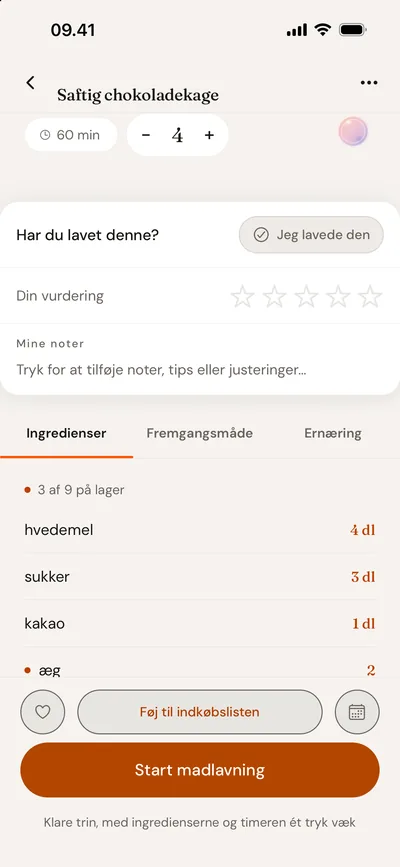 09.41
Saftig chokoladekage
60 min
- 4 +
Har du lavet denne?
Jeg lavede den
Din vurdering
Mine noter
Tryk for at tilføje noter, tips eller justeringer...
Ingredienser
Fremgangsmåde
Ernæring
3 af 9 på lager
hvedemel 4 dl
sukker 3 dl
kakao 1 dl
æg 2
Føj til indkøbslisten
Start madlavning
Klare trin, med ingredienserne og timeren ét tryk væk